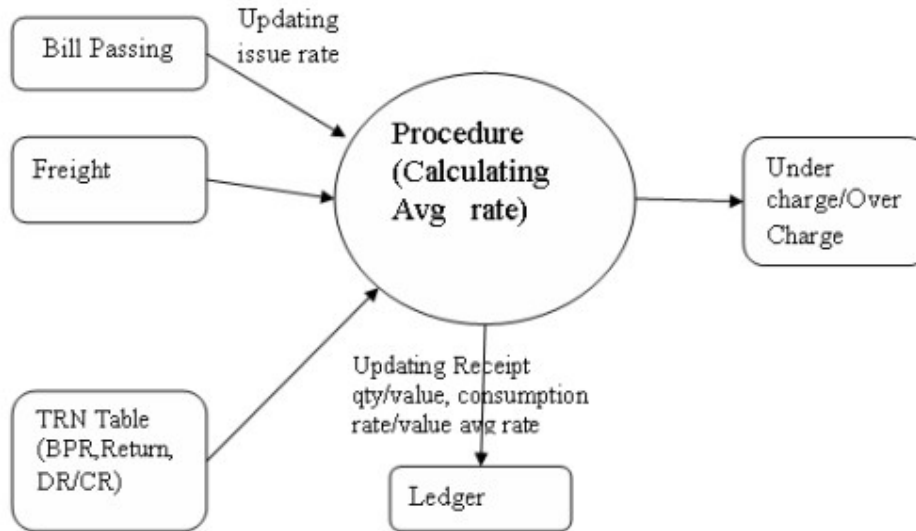 Bill Passing
Updating
issue rate
Freight
Procedure
(Calculating
Avg rate)
Under
charge/Over
Charge
TRN Table
(BPR,Return,
DR/CR)
Updating Receipt
qty/value, consumption
rate/value avg rate
Ledger